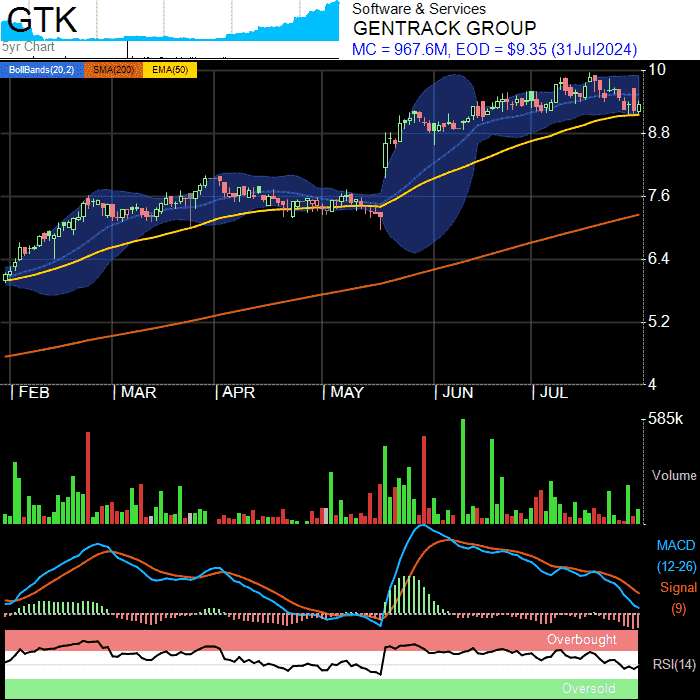 GTK
5yr Chart
Software & Services
GENTRACK GROUP
MC = 967.6M, EOD = $9.35 (31Jul2024)
BollBands(20,2) SMA(200) EMA(50)
10
8.8
7.6
6.4
5.2
4
FEB MAR APR MAY JUN JUL
585k
Volume
MACD
(12-26)
Signal
(9)
Overbought
RSI(14)
Oversold